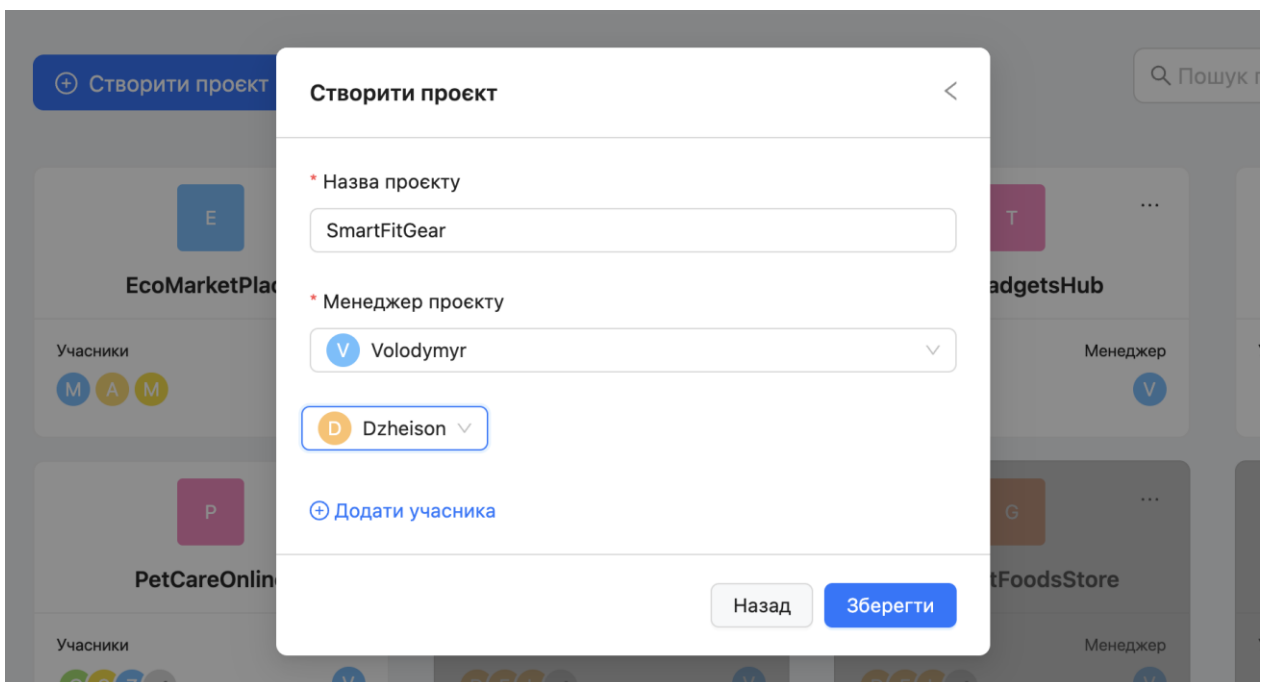 Створити проєкт
Пошук
Створити проєкт
* Назва проєкту
SmartFitGear
* Менеджер проєкту
V Volodymyr
D Dzheison
Додати учасника
Назад Зберегти
E
EcoMarketPlac
Учасники
M A M
T
adgetsHub
Менеджер
V
P
PetCareOnlin
Учасники
G
tFoodsStore
Менеджер